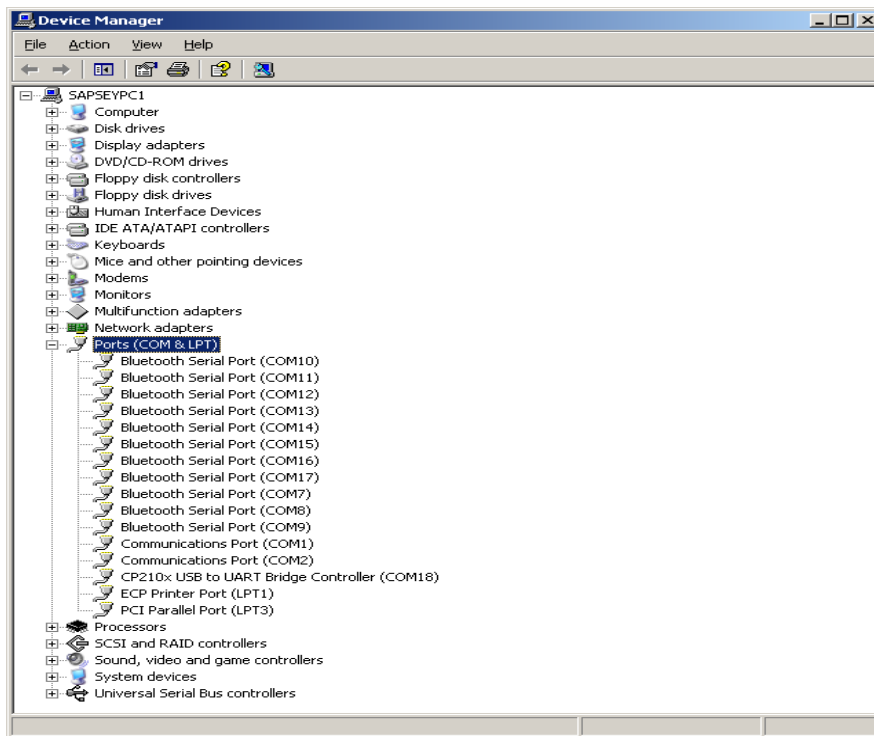 Device Manager
File Action View Help
SAPSEYPC1
Computer
Disk drives
Display adapters
DVD/CD-ROM drives
Floppy disk controllers
Floppy disk drives
Human Interface Devices
IDE ATA/ATAPI controllers
Keyboards
Mice and other pointing devices
Modems
Monitors
Multifunction adapters
Network adapters
Ports (COM & LPT)
Bluetooth Serial Port (COM10)
Bluetooth Serial Port (COM11)
Bluetooth Serial Port (COM12)
Bluetooth Serial Port (COM13)
Bluetooth Serial Port (COM14)
Bluetooth Serial Port (COM15)
Bluetooth Serial Port (COM16)
Bluetooth Serial Port (COM17)
Bluetooth Serial Port (COM7)
Bluetooth Serial Port (COM8)
Bluetooth Serial Port (COM9)
Communications Port (COM1)
Communications Port (COM2)
CP210x USB to UART Bridge Controller (COM18)
ECP Printer Port (LPT1)
PCI Parallel Port (LPT3)
Processors
SCSI and RAID controllers
Sound, video and game controllers
System devices
Universal Serial Bus controllers